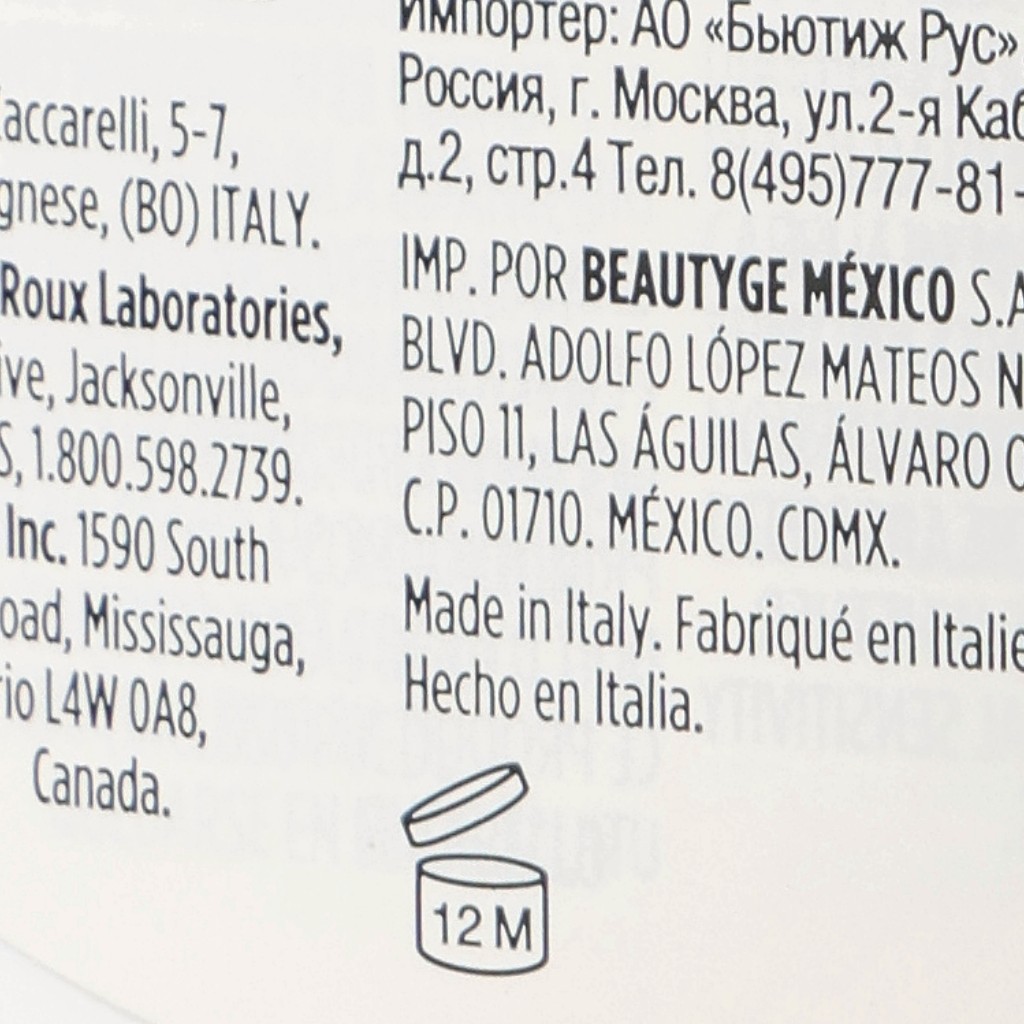 accarelli, 5-7,
gnese, (BO) ITALY.
Roux Laboratories,
ive, Jacksonville,
S, 1.800.598.2739.
Inc. 1590 South
oad, Mississauga,
rio L4W 0A8,
Canada.
Импортер: АО «Бьютиж Рус»
Россия, г. Москва, ул.2-я Каб
д.2, стр.4 Тел. 8(495)777-81-
IMP. POR BEAUTYGE MÉXICO S.A
BLVD. ADOLFO LÓPEZ MATEOS N
PISO 11, LAS ÁGUILAS, ÁLVARO O
C.P. 01710. MÉXICO. CDMX.
Made in Italy. Fabriqué en Italie
Hecho en Italia.
12 M